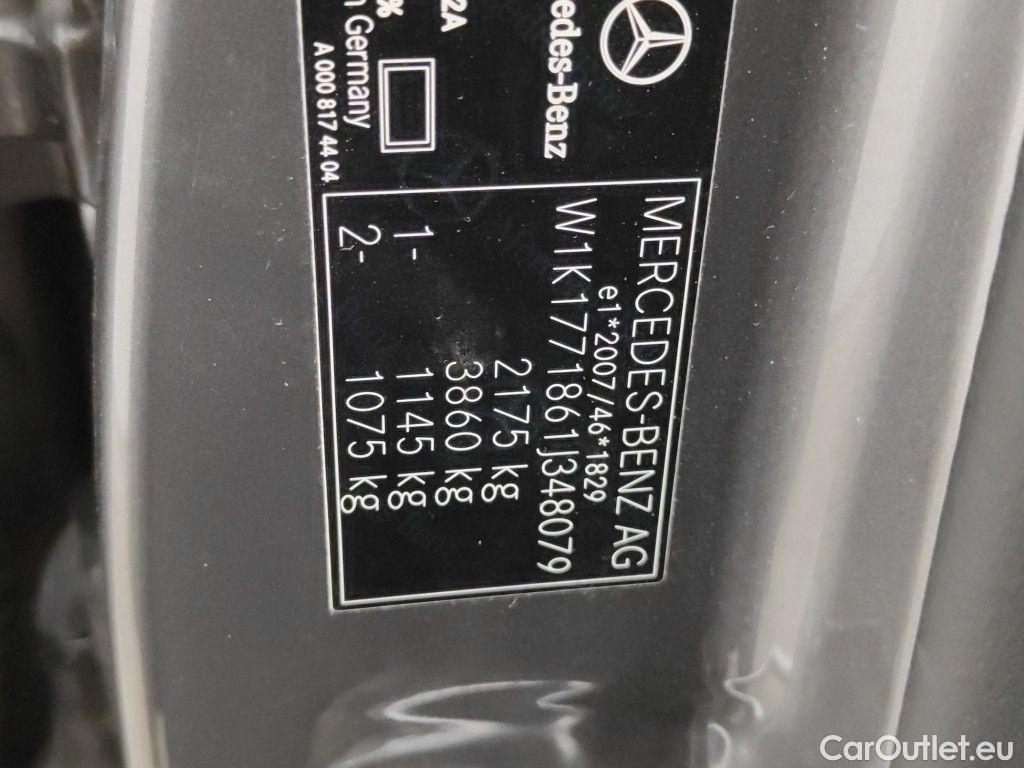 MERCEDES-BENZ AG
e1*2007/46*1829
W1K1771861J348079
2175 kg
3860 kg
1- 1145 kg
2- 1075 kg
edes-Benz
2A
%
n Germany
A 000 817 44 04
CarOutlet.eu